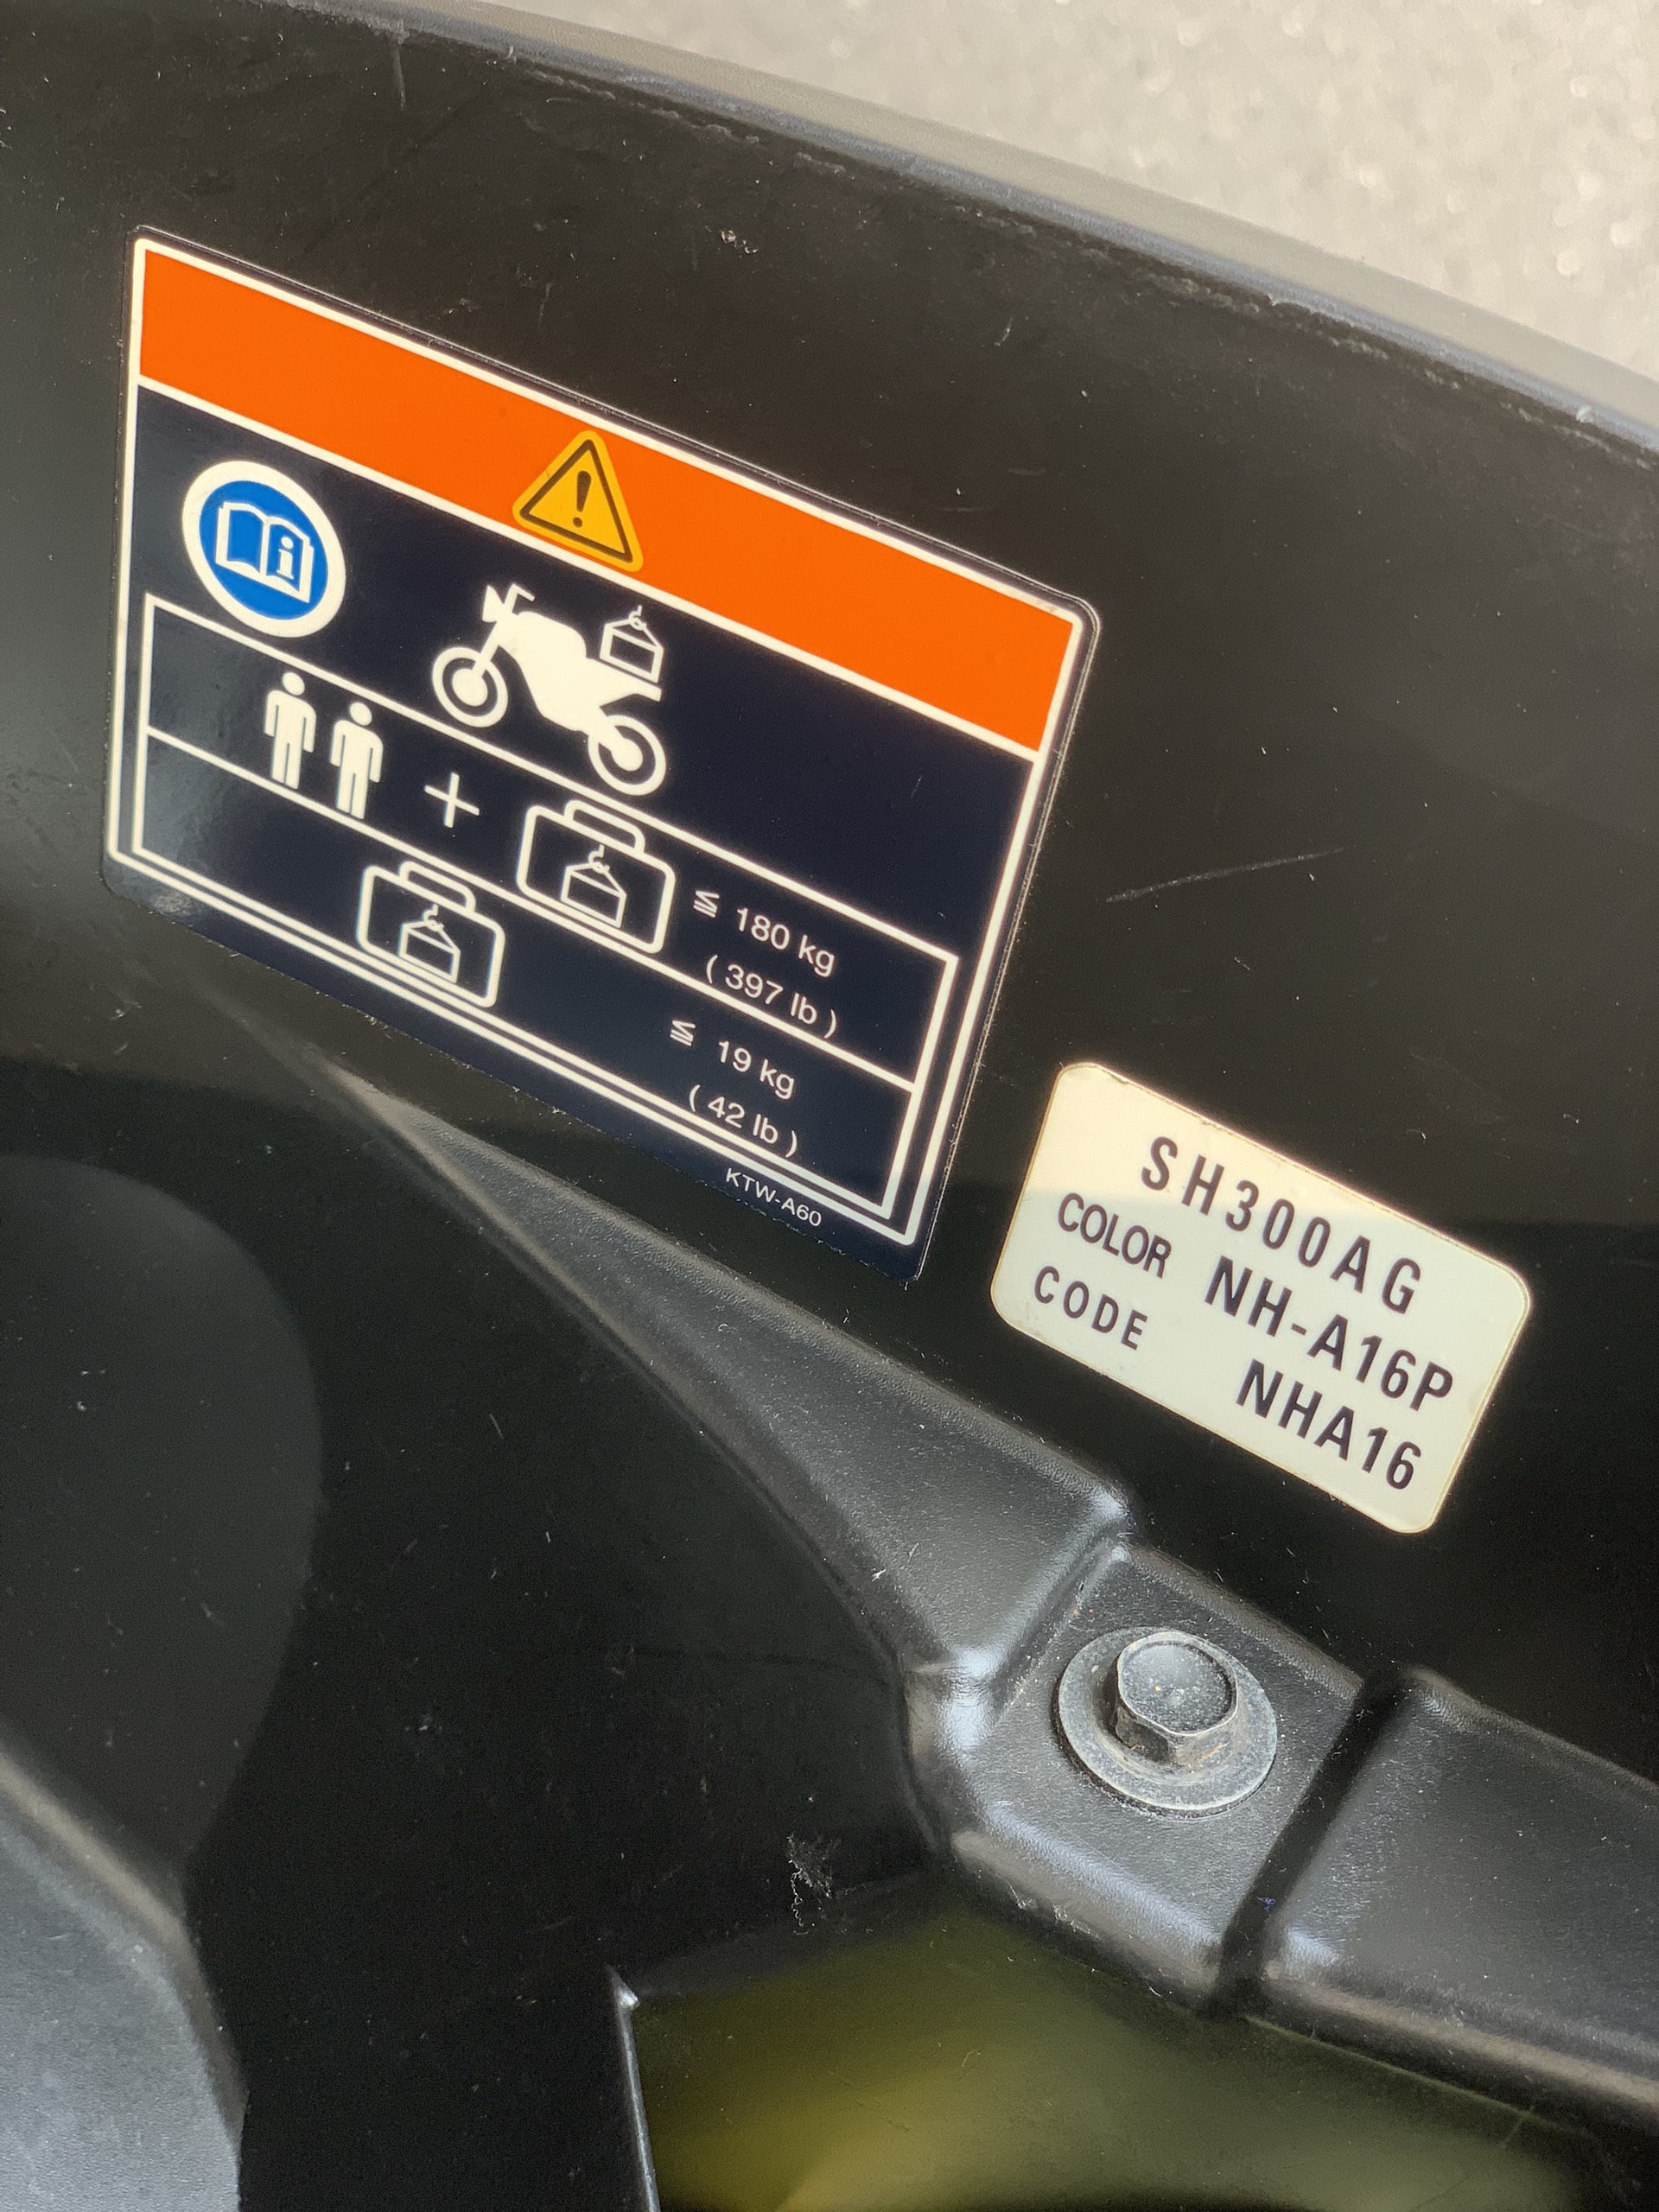 ≦ 180 kg
( 397 lb )
≦ 19 kg
( 42 lb )
KTW-A60
SH300AG
COLOR NH-A16P
CODE NHA16